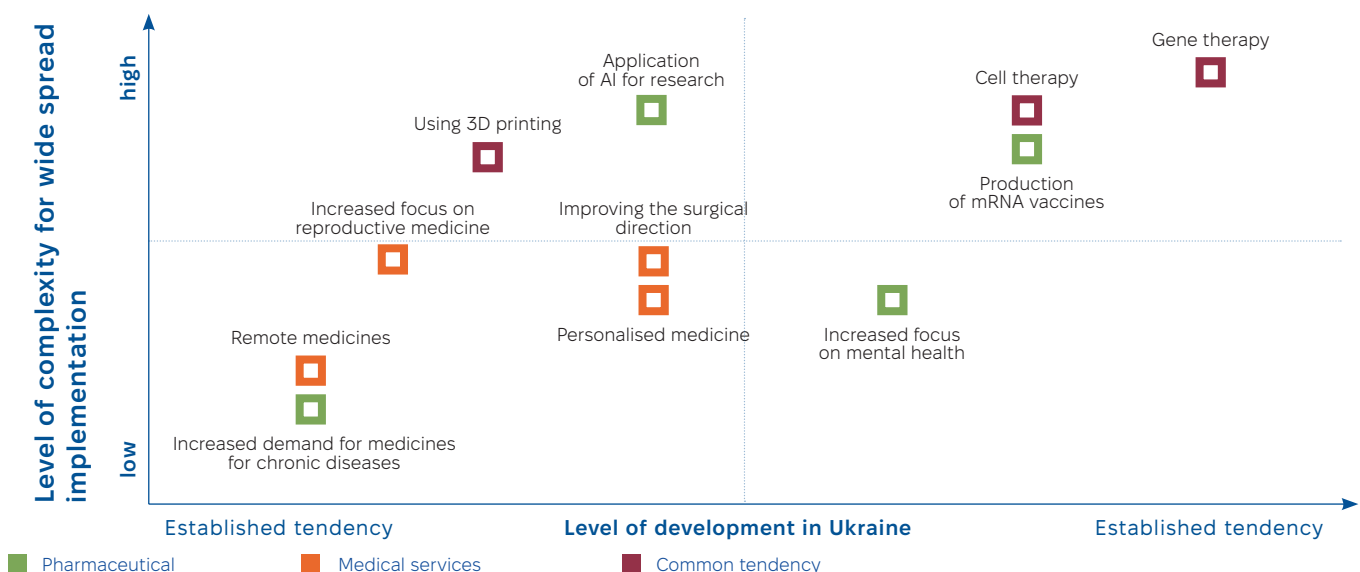 Level of complexity for wide spread
implementation
high
low
Gene therapy
Application
of AI for research
Cell therapy
Using 3D printing
Production
of mRNA vaccines
Increased focus on
reproductive medicine
Improving the surgical
direction
Remote medicines
Personalised medicine
Increased focus
on mental health
Increased demand for medicines
for chronic diseases
Established tendency
Level of development in Ukraine
Established tendency
Pharmaceutical
Medical services
Common tendency